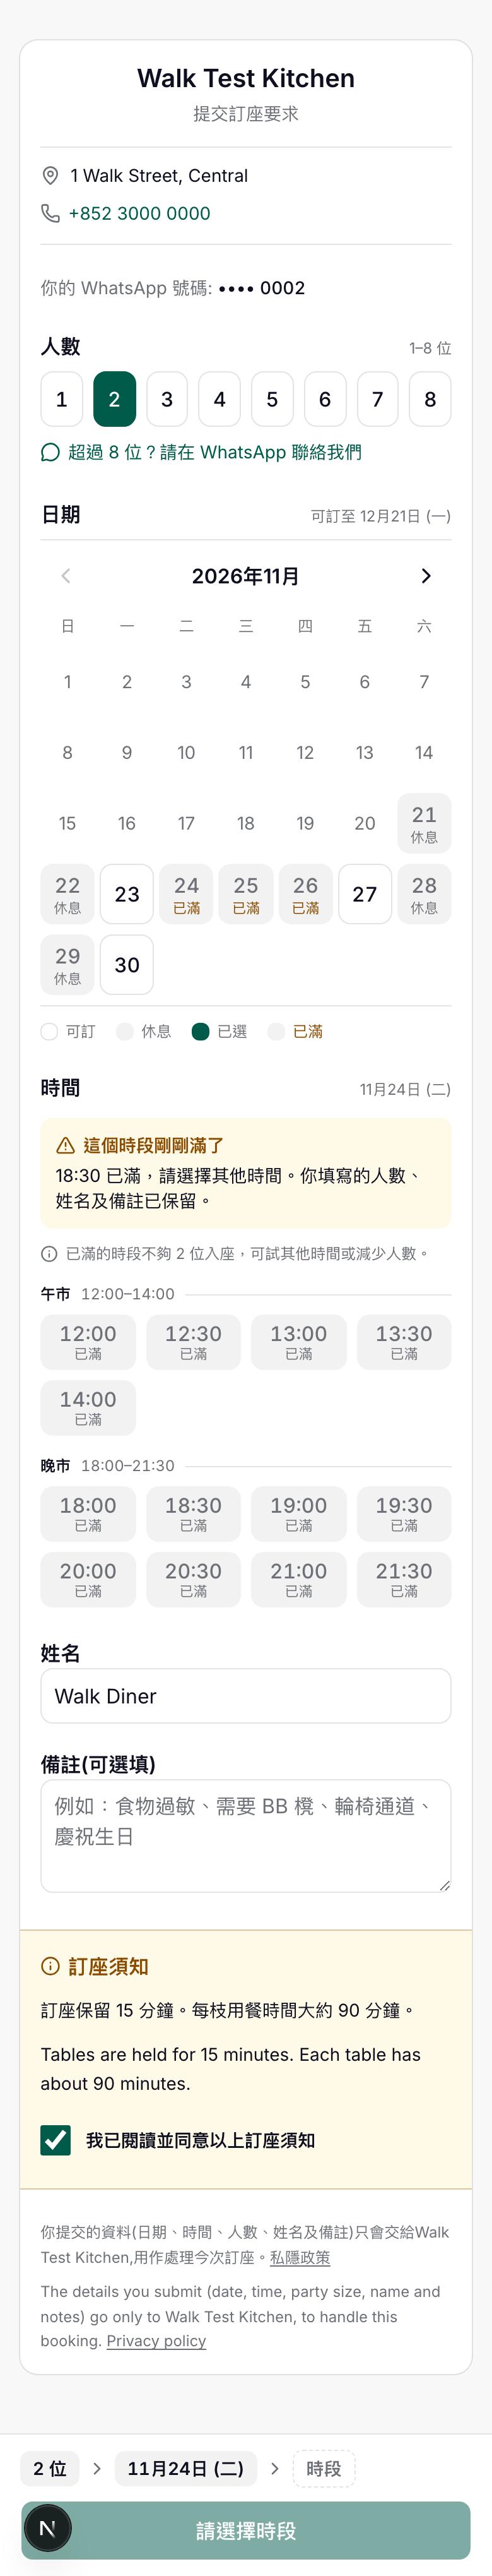 Walk Test Kitchen
提交訂座要求
1 Walk Street, Central
+852 3000 0000
你的 WhatsApp 號碼: •••• 0002
人數 1–8 位
1 2 3 4 5 6 7 8
超過 8 位？請在 WhatsApp 聯絡我們
日期 可訂至 12月21日 (一)
2026年11月
日 一 二 三 四 五 六
1 2 3 4 5 6 7
8 9 10 11 12 13 14
15 16 17 18 19 20 21
休息
22 23 24 25 26 27 28
休息 已滿 已滿 已滿 休息
29 30
休息
可訂 休息 已選 已滿
時間 11月24日 (二)
這個時段剛剛滿了
18:30 已滿，請選擇其他時間。你填寫的人數、
姓名及備註已保留。
已滿的時段不夠 2 位入座，可試其他時間或減少人數。
午市 12:00–14:00
12:00 12:30 13:00 13:30
已滿 已滿 已滿 已滿
14:00
已滿
晚市 18:00–21:30
18:00 18:30 19:00 19:30
已滿 已滿 已滿 已滿
20:00 20:30 21:00 21:30
已滿 已滿 已滿 已滿
姓名
Walk Diner
備註(可選填)
例如：食物過敏、需要 BB 櫈、輪椅通道、
慶祝生日
訂座須知
訂座保留 15 分鐘。每枝用餐時間大約 90 分鐘。
Tables are held for 15 minutes. Each table has
about 90 minutes.
我已閱讀並同意以上訂座須知
你提交的資料(日期、時間、人數、姓名及備註)只會交給Walk
Test Kitchen,用作處理今次訂座。私隱政策
The details you submit (date, time, party size, name and
notes) go only to Walk Test Kitchen, to handle this
booking. Privacy policy
2 位 11月24日 (二) 時段
N 請選擇時段